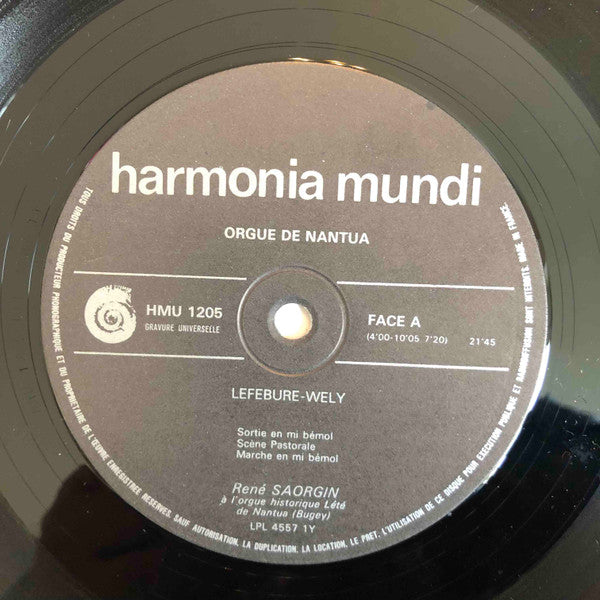 harmonia mundi
ORGUE DE NANTUA
HMU 1205
GRAVURE UNIVERSELLE
FACE A
(4'00-10'05 7'20) 21'45
LEFEBURE-WELY
Sortie en mi bémol
Scène Pastorale
Marche en mi bémol
René SAORGIN
à l'orgue historique Lété
de Nantua (Bugey)
LPL 4557 1Y
TOUS DROITS DU PRODUCTEUR PHONOGRAPHIQUE ET DU PROPRIETAIRE DE L'ŒUVRE ENREGISTREE RESERVES. SAUF AUTORISATION, LA DUPLICATION, LA LOCATION, LE PRET, L'UTILISATION DE CE DISQUE POUR EXECUTION PUBLIQUE ET RADIODIFFUSION SONT INTERDITS. MADE IN FRANCE.